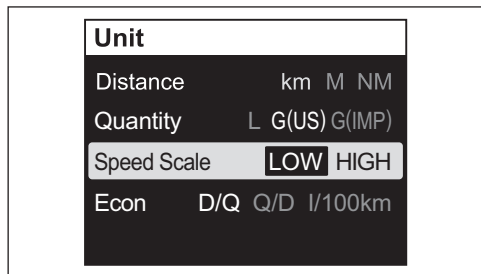 Unit
Distance km M NM
Quantity L G(US) G(IMP)
Speed Scale LOW HIGH
Econ D/Q Q/D l/100km